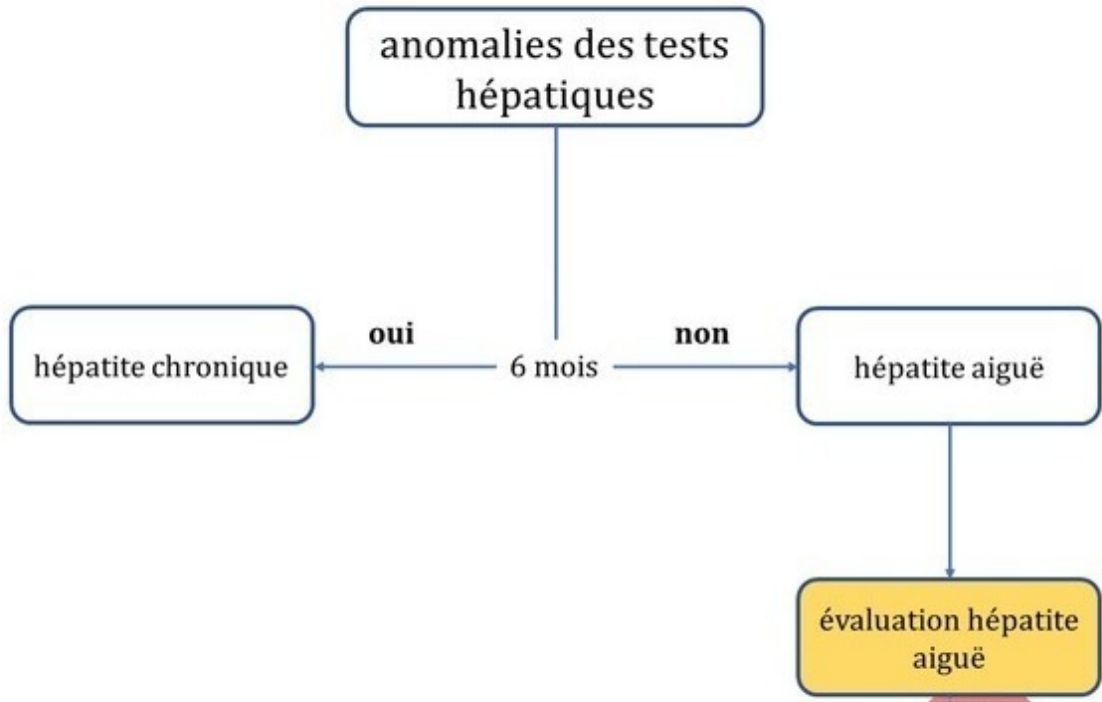 anomalies des tests
hépatiques
oui
non
hépatite chronique
6 mois
hépatite aiguë
évaluation hépatite
aiguë